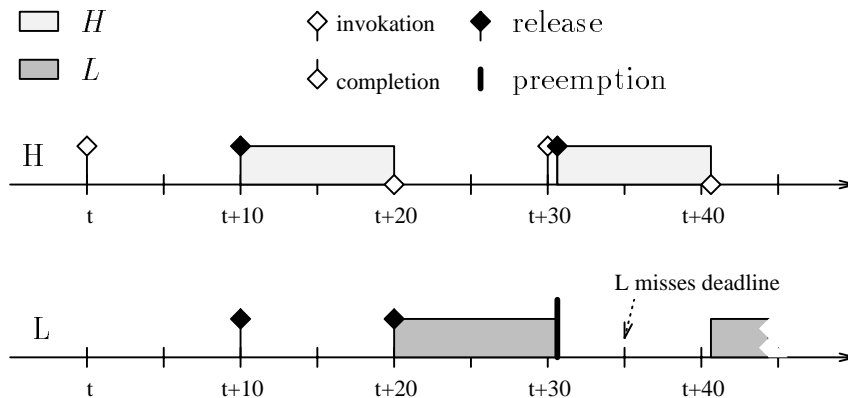 H invokation release
L completion preemption
H
t t+10 t+20 t+30 t+40
L misses deadline
L
t t+10 t+20 t+30 t+40